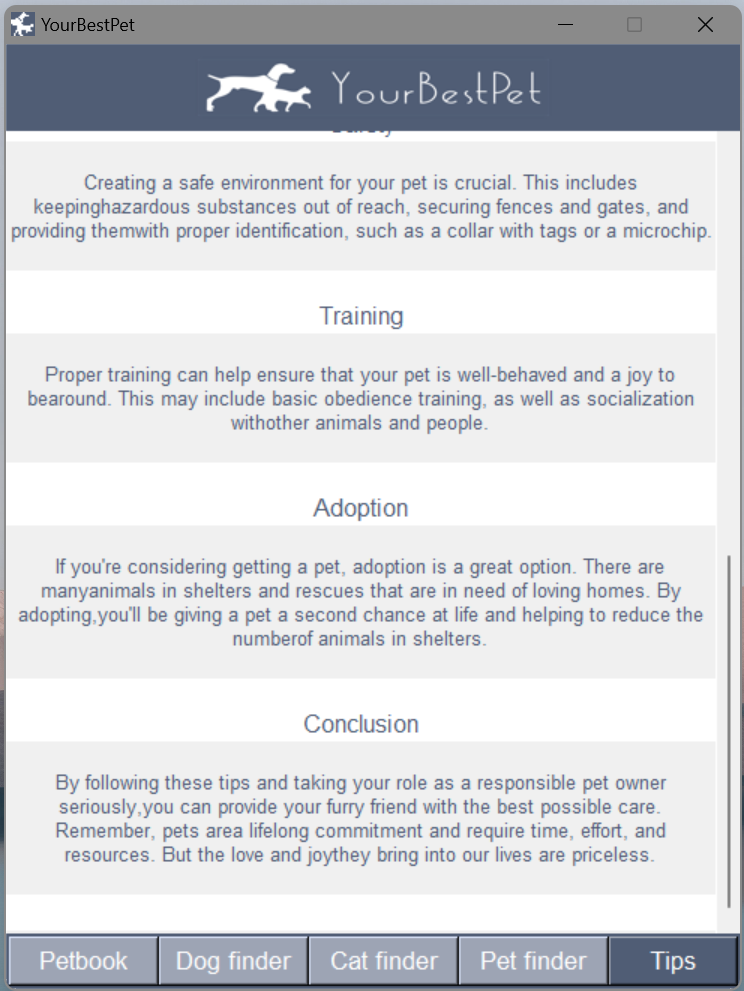 YourBestPet
YourBestPet
Creating a safe environment for your pet is crucial. This includes
keepinghazardous substances out of reach, securing fences and gates, and
providing themwith proper identification, such as a collar with tags or a microchip.
Training
Proper training can help ensure that your pet is well-behaved and a joy to
bearound. This may include basic obedience training, as well as socialization
withother animals and people.
Adoption
If you're considering getting a pet, adoption is a great option. There are
manyanimals in shelters and rescues that are in need of loving homes. By
adopting,you'll be giving a pet a second chance at life and helping to reduce the
numberof animals in shelters.
Conclusion
By following these tips and taking your role as a responsible pet owner
seriously,you can provide your furry friend with the best possible care.
Remember, pets area lifelong commitment and require time, effort, and
resources. But the love and joythey bring into our lives are priceless.
Petbook
Dog finder
Cat finder
Pet finder
Tips